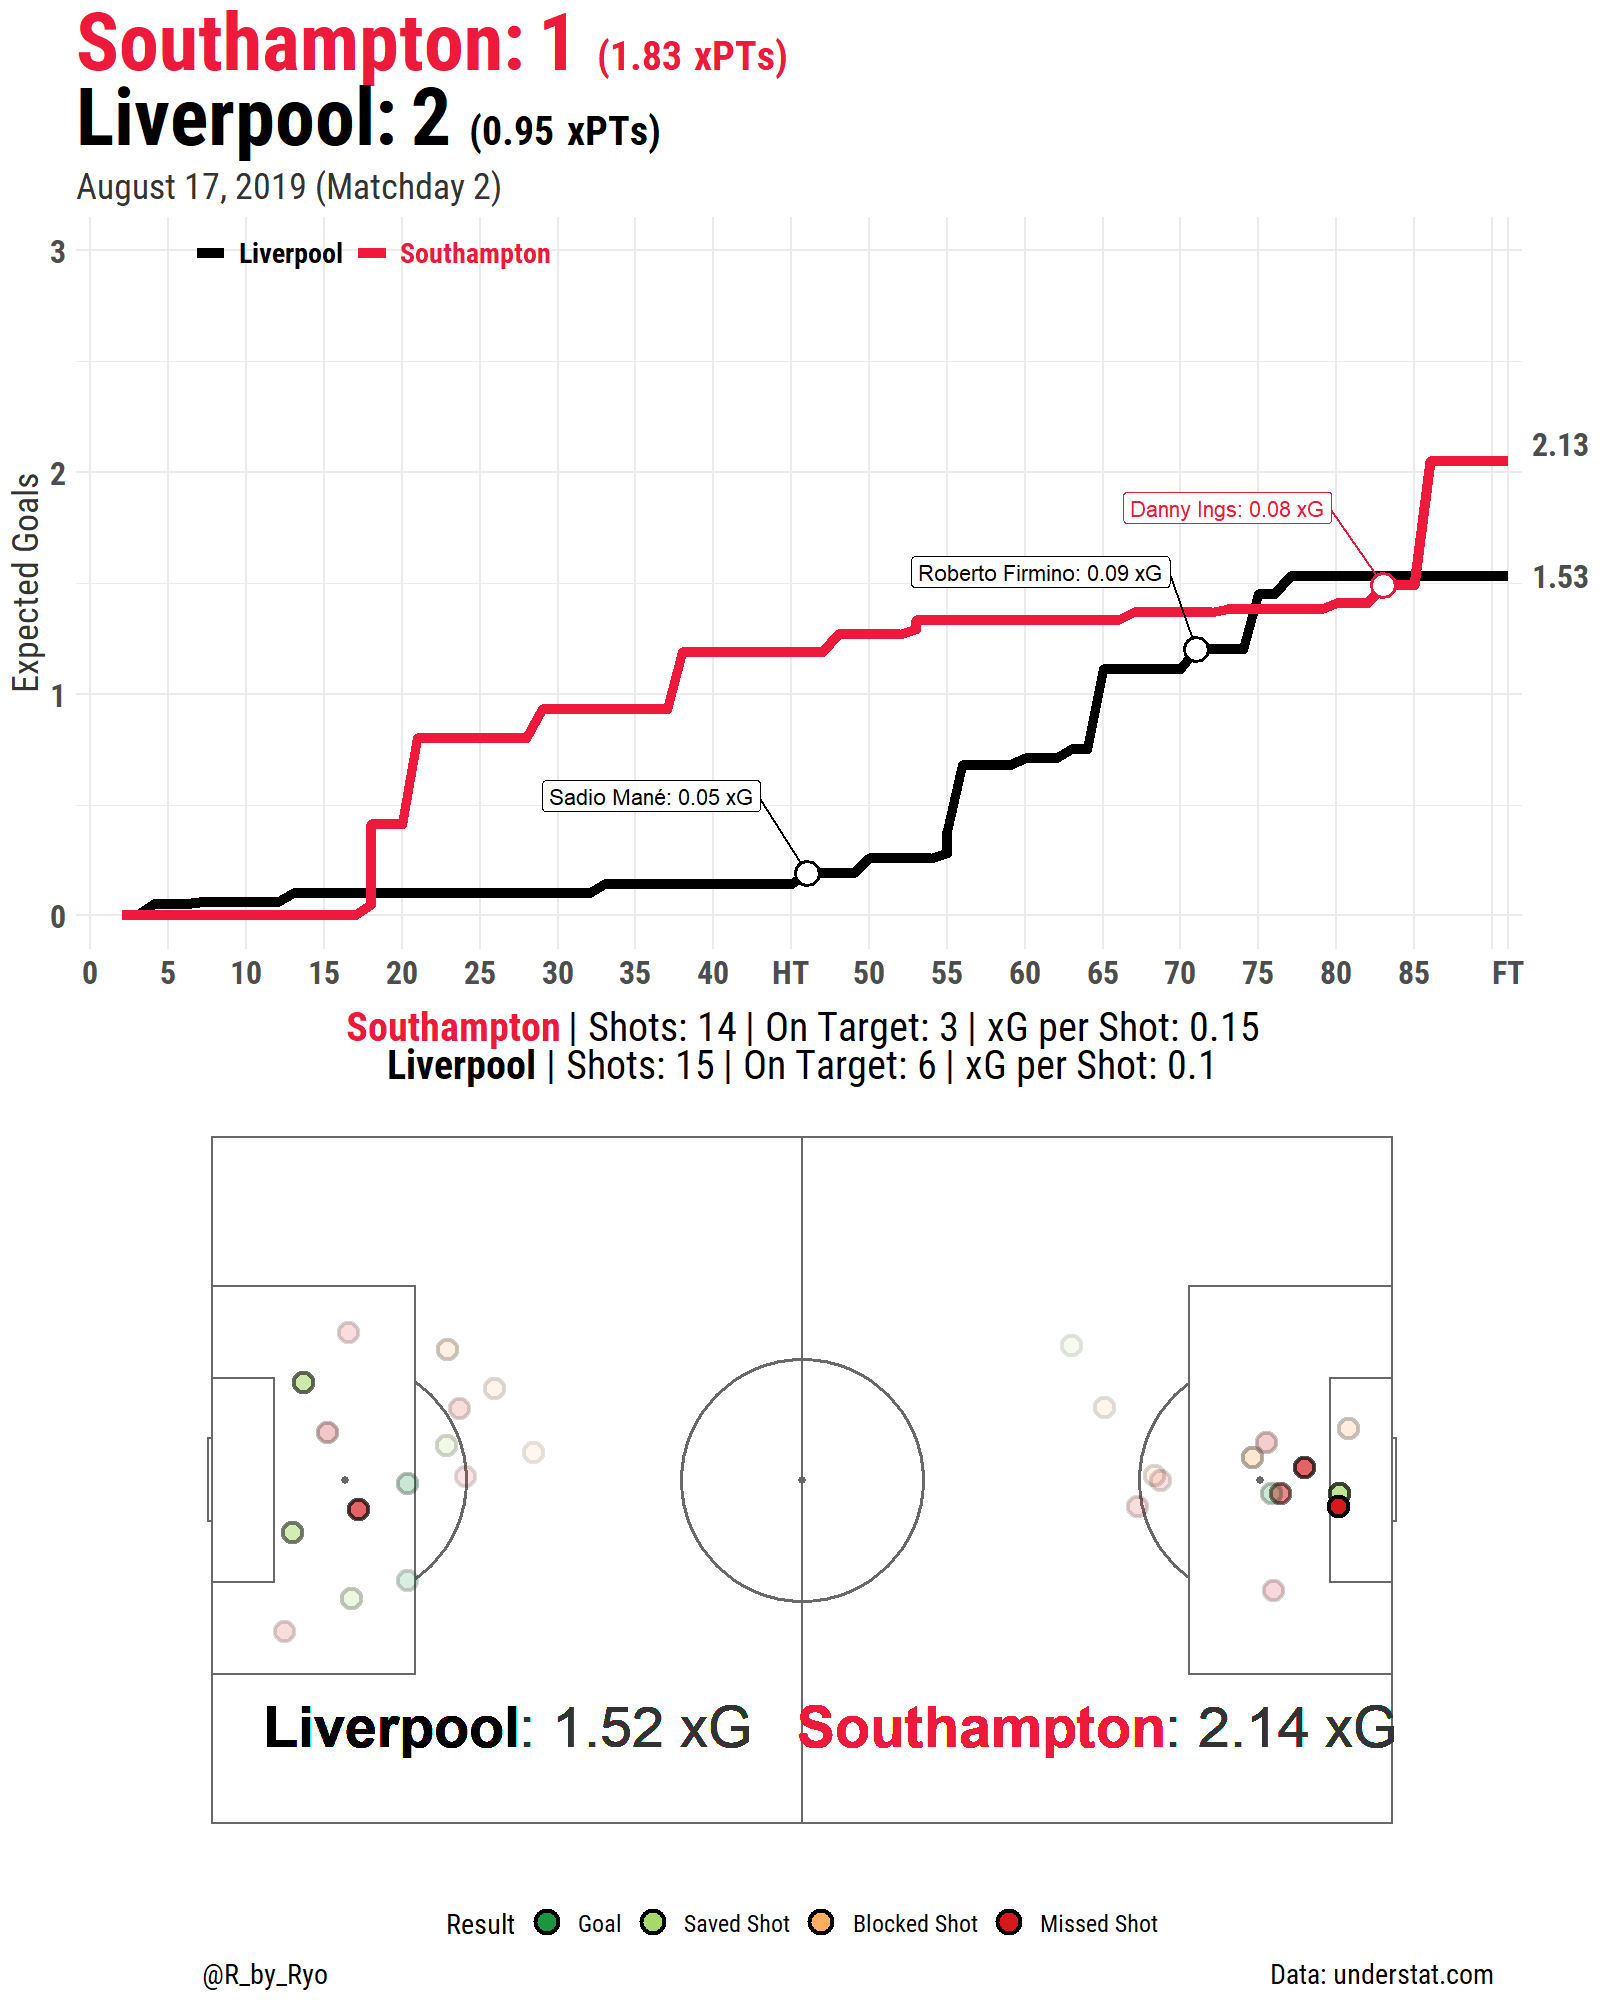 Southampton: 1 (1.83 xPTs)
Liverpool: 2 (0.95 xPTs)
August 17, 2019 (Matchday 2)
Liverpool Southampton
3
2
1
0
Expected Goals
2.13
1.53
Danny Ings: 0.08 xG
Roberto Firmino: 0.09 xG
Sadio Mané: 0.05 xG
0 5 10 15 20 25 30 35 40 HT 50 55 60 65 70 75 80 85 FT
Southampton | Shots: 14 | On Target: 3 | xG per Shot: 0.15
Liverpool | Shots: 15 | On Target: 6 | xG per Shot: 0.1
Liverpool: 1.52 xG Southampton: 2.14 xG
Result Goal Saved Shot Blocked Shot Missed Shot
@R_by_Ryo Data: understat.com